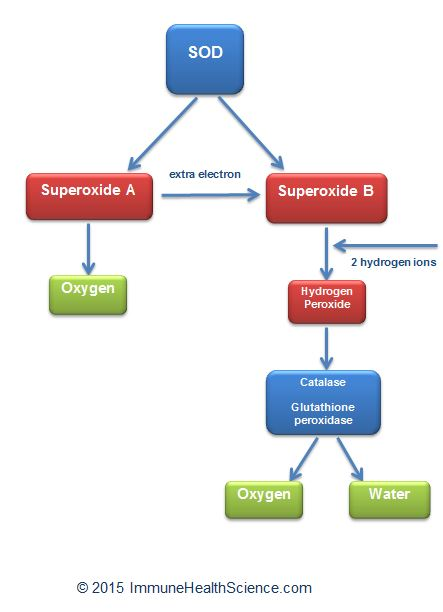 SOD
extra electron
Superoxide A
Superoxide B
2 hydrogen ions
Oxygen
Hydrogen
Peroxide
Catalase
Glutathione
peroxidase
Oxygen
Water
© 2015 ImmuneHealthScience.com